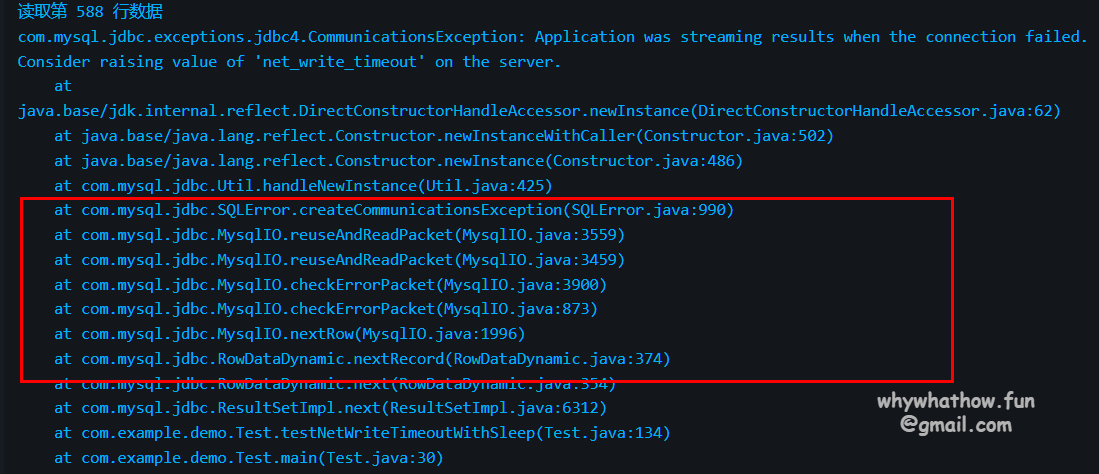 读取第 588 行数据
com.mysql.jdbc.exceptions.jdbc4.CommunicationsException: Application was streaming results when the connection failed.
Consider raising value of 'net_write_timeout' on the server.
at
java.base/jdk.internal.reflect.DirectConstructorHandleAccessor.newInstance(DirectConstructorHandleAccessor.java:62)
at java.base/java.lang.reflect.Constructor.newInstanceWithCaller(Constructor.java:502)
at java.base/java.lang.reflect.Constructor.newInstance(Constructor.java:486)
at com.mysql.jdbc.Util.handleNewInstance(Util.java:425)
at com.mysql.jdbc.SQLError.createCommunicationsException(SQLError.java:990)
at com.mysql.jdbc.MysqlIO.reuseAndReadPacket(MysqlIO.java:3559)
at com.mysql.jdbc.MysqlIO.reuseAndReadPacket(MysqlIO.java:3459)
at com.mysql.jdbc.MysqlIO.checkErrorPacket(MysqlIO.java:3900)
at com.mysql.jdbc.MysqlIO.checkErrorPacket(MysqlIO.java:873)
at com.mysql.jdbc.MysqlIO.nextRow(MysqlIO.java:1996)
at com.mysql.jdbc.RowDataDynamic.nextRecord(RowDataDynamic.java:374)
at com.mysql.jdbc.RowDataDynamic.next(RowDataDynamic.java:354)
at com.mysql.jdbc.ResultSetImpl.next(ResultSetImpl.java:6312)
at com.example.demo.Test.testNetWriteTimeoutWithSleep(Test.java:134)
at com.example.demo.Test.main(Test.java:30)
whywhathow.fun
@gmail.com